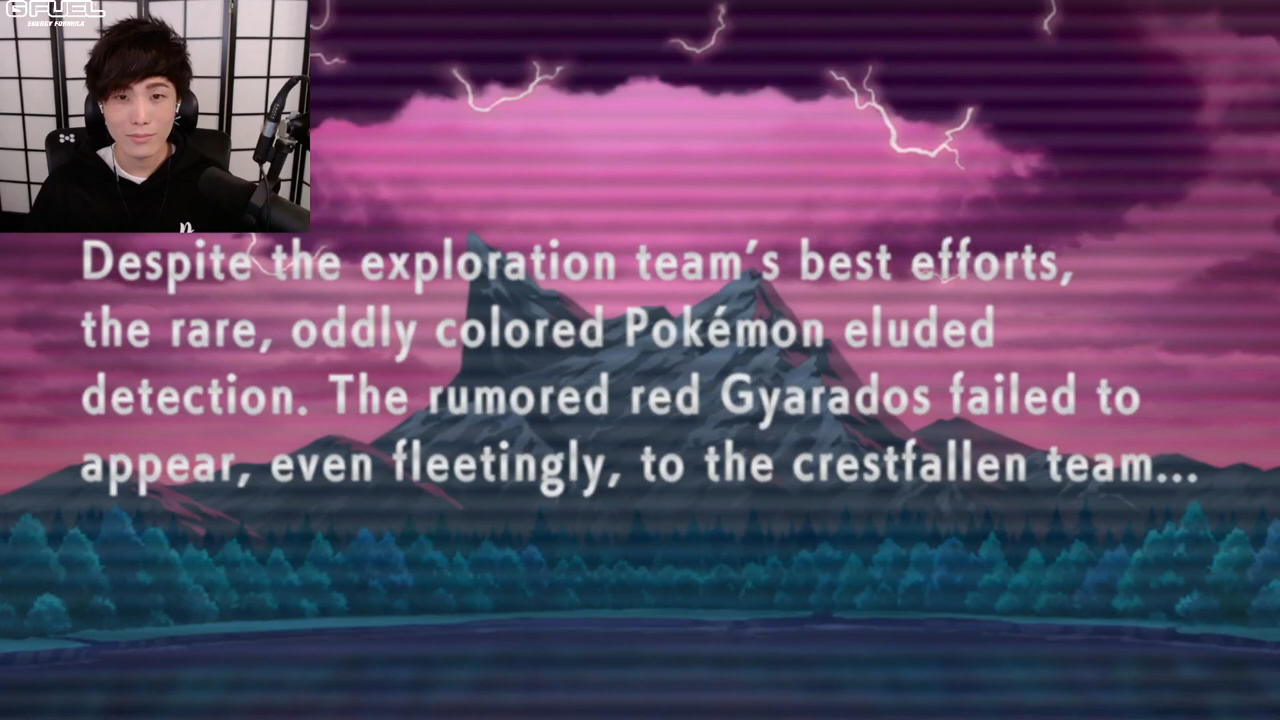 G FUEL
ENERGY FORMULA
Despite the exploration team's best efforts,
the rare, oddly colored Pokémon eluded
detection. The rumored red Gyarados failed to
appear, even fleetingly, to the crestfallen team...